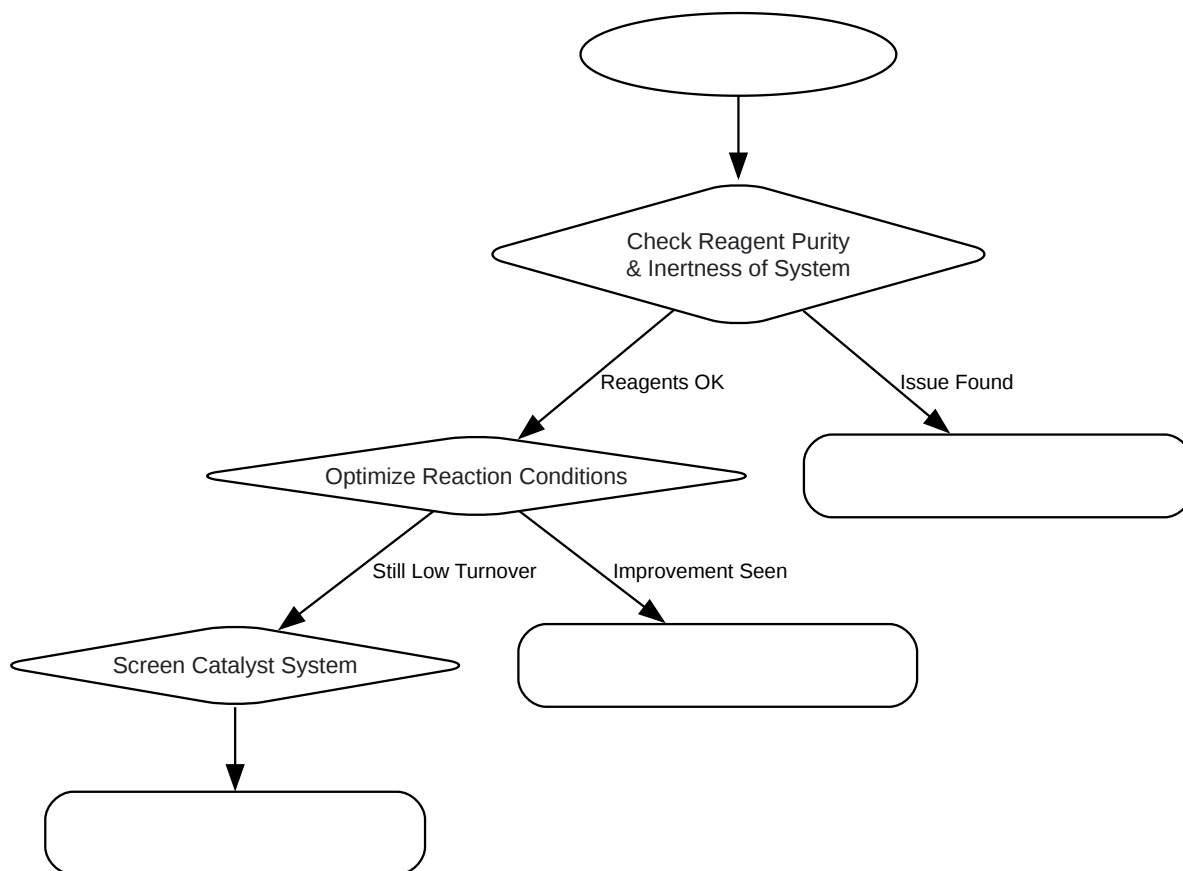 Check Reagent Purity
& Inertness of System
Reagents OK
Issue Found
Optimize Reaction Conditions
Still Low Turnover
Improvement Seen
Screen Catalyst System